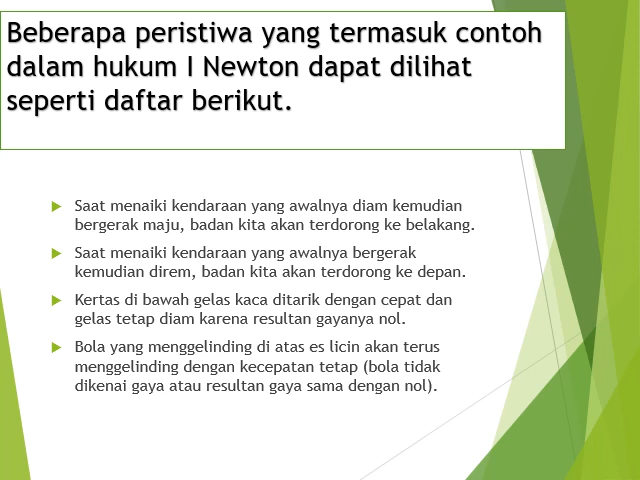 Beberapa peristiwa yang termasuk contoh
dalam hukum I Newton dapat dilihat
seperti daftar berikut.
Saat menaiki kendaraan yang awalnya diam kemudian
bergerak maju, badan kita akan terdorong ke belakang.
Saat menaiki kendaraan yang awalnya bergerak
kemudian direm, badan kita akan terdorong ke depan.
Kertas di bawah gelas kaca ditarik dengan cepat dan
gelas tetap diam karena resultan gayanya nol.
Bola yang menggelinding di atas es licin akan terus
menggelinding dengan kecepatan tetap (bola tidak
dikenai gaya atau resultan gaya sama dengan nol).